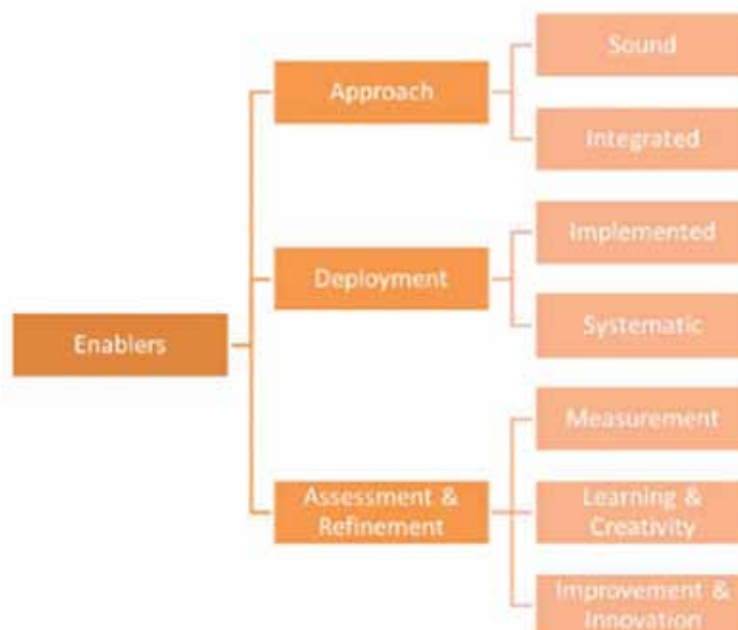 Enablers
Approach
Sound
Integrated
Deployment
Implemented
Systematic
Assessment &
Refinement
Measurement
Learning &
Creativity
Improvement &
Innovation